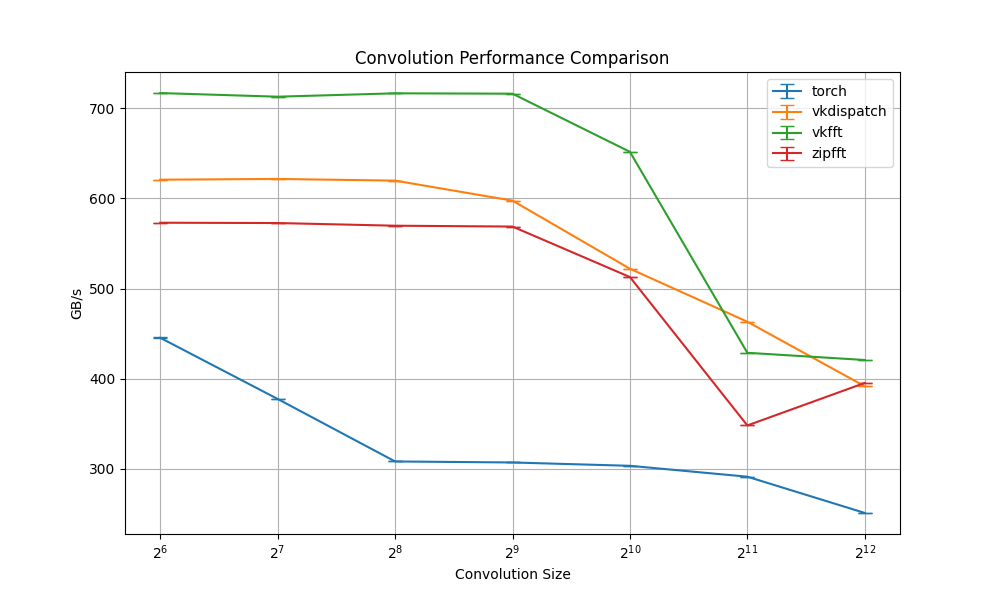 Convolution Performance Comparison
torch
vkdispatch
vkfft
zipfft
700
600
500
400
300
GB/s
2^6 2^7 2^8 2^9 2^10 2^11 2^12
Convolution Size